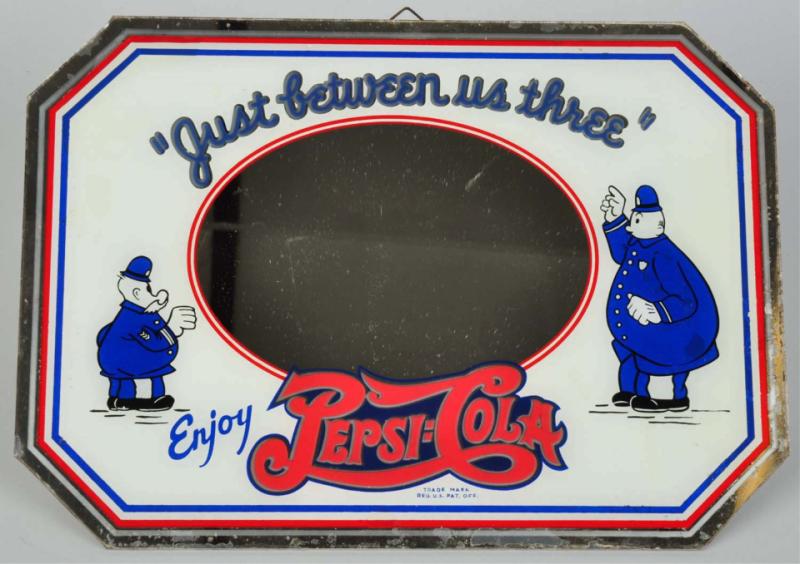 "Just between us three"
Enjoy PEPSI=COLA
TRADE MARK
REG. U.S. PAT. OFF.